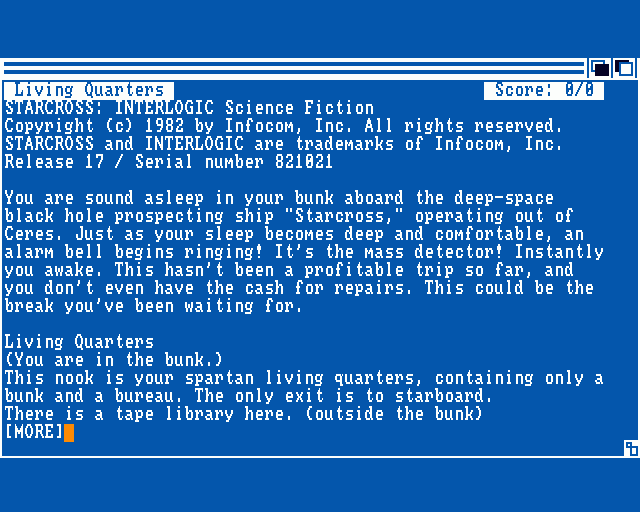 Living Quarters Score: 0/0
STARCROSS: INTERLOGIC Science Fiction
Copyright (c) 1982 by Infocom, Inc. All rights reserved.
STARCROSS and INTERLOGIC are trademarks of Infocom, Inc.
Release 17 / Serial number 821021
You are sound asleep in your bunk aboard the deep-space
black hole prospecting ship "Starcross," operating out of
Ceres. Just as your sleep becomes deep and comfortable, an
alarm bell begins ringing! It's the mass detector! Instantly
you awake. This hasn't been a profitable trip so far, and
you don't even have the cash for repairs. This could be the
break you've been waiting for.
Living Quarters
(You are in the bunk.)
This nook is your spartan living quarters, containing only a
bunk and a bureau. The only exit is to starboard.
There is a tape library here. (outside the bunk)
[MORE]